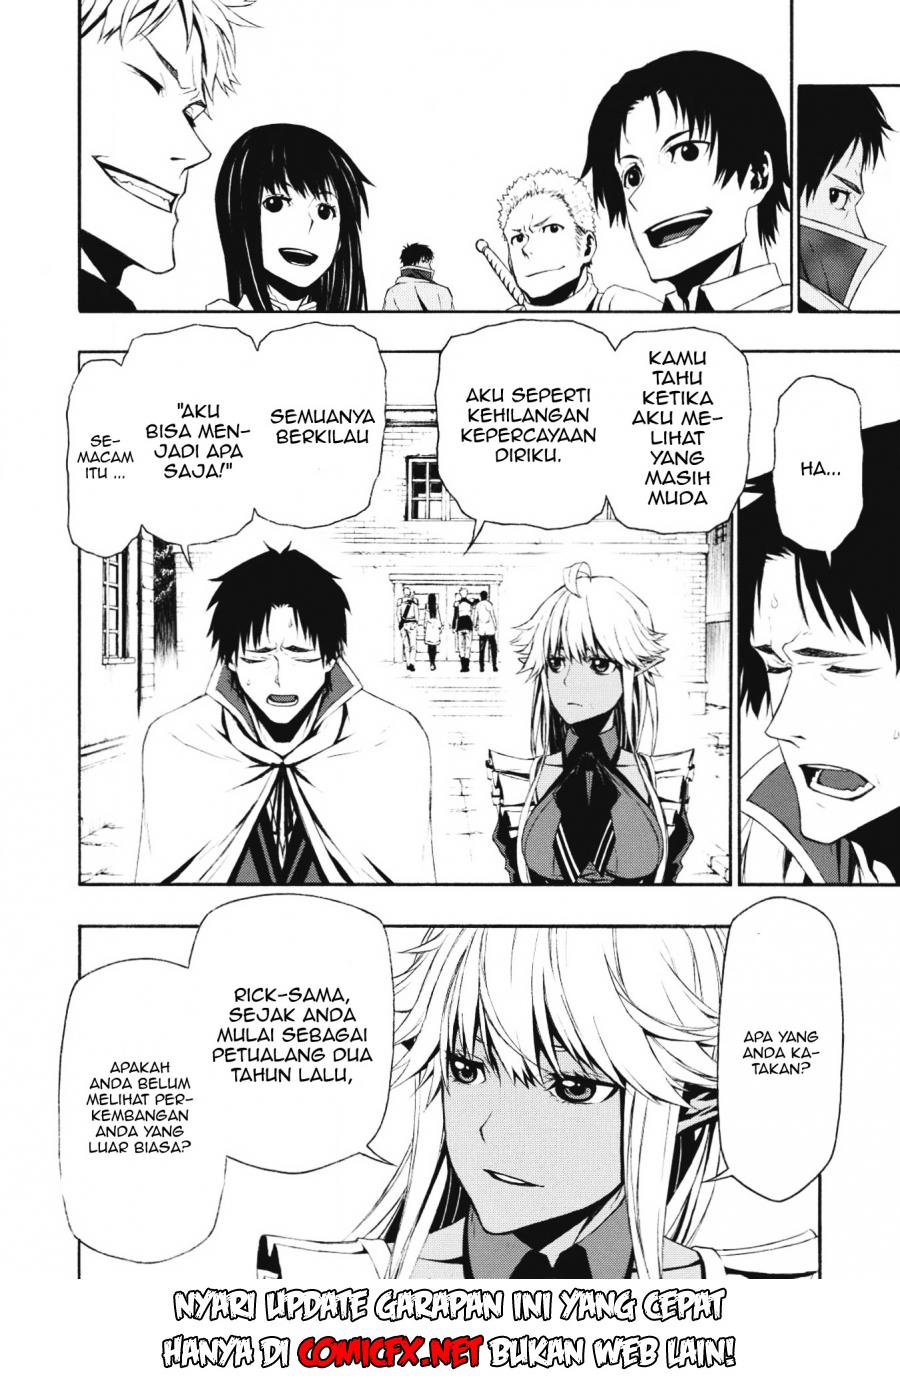 HA...
KAMU
TAHU
KETIKA
AKU ME-
LIHAT
YANG
MASIH
MUDA
AKU SEPERTI
KEHILANGAN
KEPERCAYAAN
DIRIKU.
SEMUANYA
BERKILAU
"AKU
BISA MEN-
JADI APA
SAJA!"
SE-
MACAM
ITU ...
APA YANG
ANDA KA-
TAKAN?
RICK-SAMA,
SEJAK ANDA
MULAI SEBAGAI
PETUALANG DUA
TAHUN LALU,
APAKAH
ANDA BELUM
MELIHAT PER-
KEMBANGAN
ANDA YANG
LUAR BIASA?
NYARI UPDATE GARAPAN INI YANG CEPAT
HANYA DI COMICFX.NET BUKAN WEB LAIN!